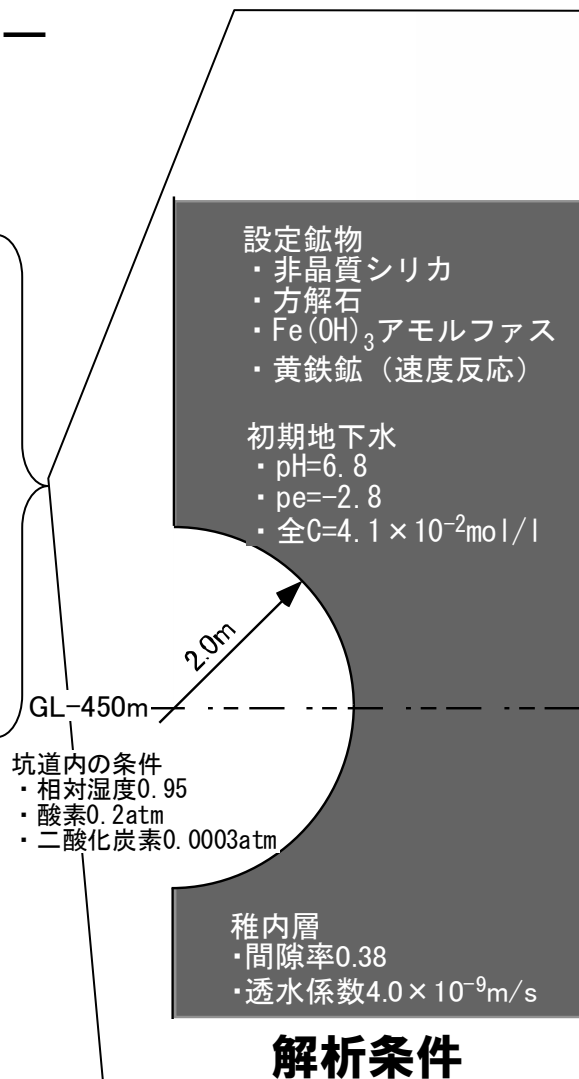 設定鉱物
・非晶質シリカ
・方解石
・Fe(OH)₃アモルファス
・黄鉄鉱（速度反応）
初期地下水
・pH=6.8
・pe=−2.8
・全C=4.1×10⁻²mol/l
2.0m
GL−450m
坑道内の条件
・相対湿度0.95
・酸素0.2atm
・二酸化炭素0.0003atm
稚内層
・間隙率0.38
・透水係数4.0×10⁻⁹m/s
解析条件